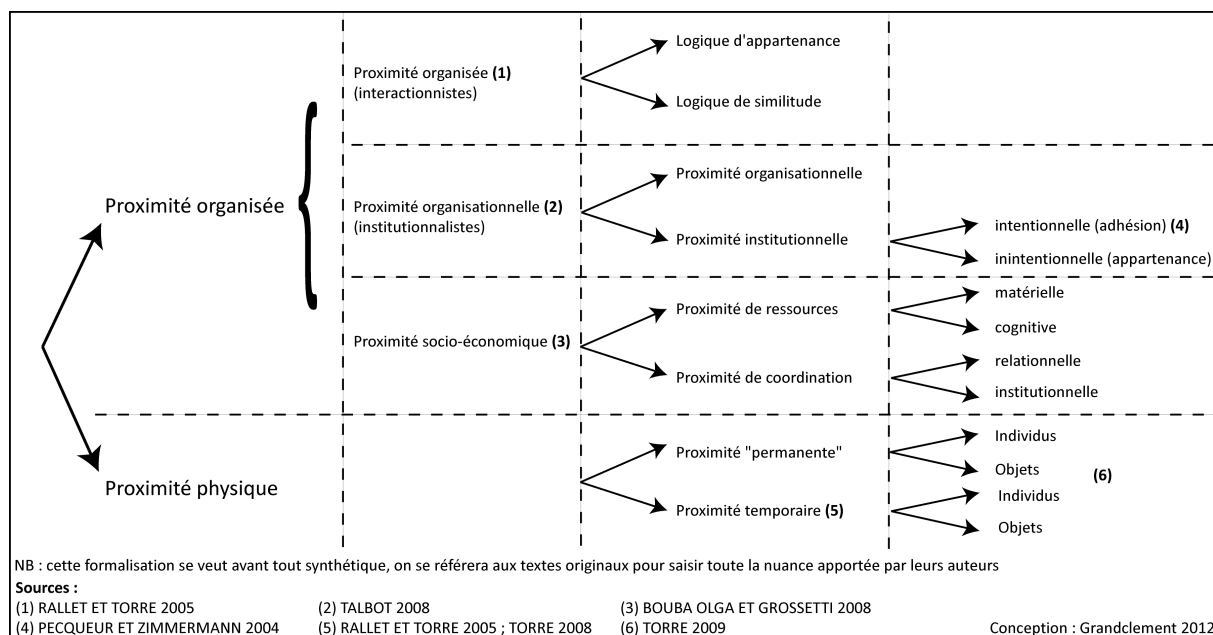 Proximité organisée
Proximité organisée (1)
(interactionnistes)
Logique d'appartenance
Logique de similitude
Proximité organisationnelle (2)
(institutionnalistes)
Proximité organisationnelle
Proximité institutionnelle
intentionnelle (adhésion) (4)
inintentionnelle (appartenance)
Proximité socio-économique (3)
Proximité de ressources
matérielle
cognitive
Proximité de coordination
relationnelle
institutionnelle
Proximité physique
Proximité "permanente"
Individus
Objets
(6)
Proximité temporaire (5)
Individus
Objets
NB : cette formalisation se veut avant tout synthétique, on se référera aux textes originaux pour saisir toute la nuance apportée par leurs auteurs
Sources :
(1) RALLET ET TORRE 2005 (2) TALBOT 2008 (3) BOUBA OLGA ET GROSSETTI 2008
(4) PECQUEUR ET ZIMMERMANN 2004 (5) RALLET ET TORRE 2005 ; TORRE 2008 (6) TORRE 2009 Conception : Grandclement 2012